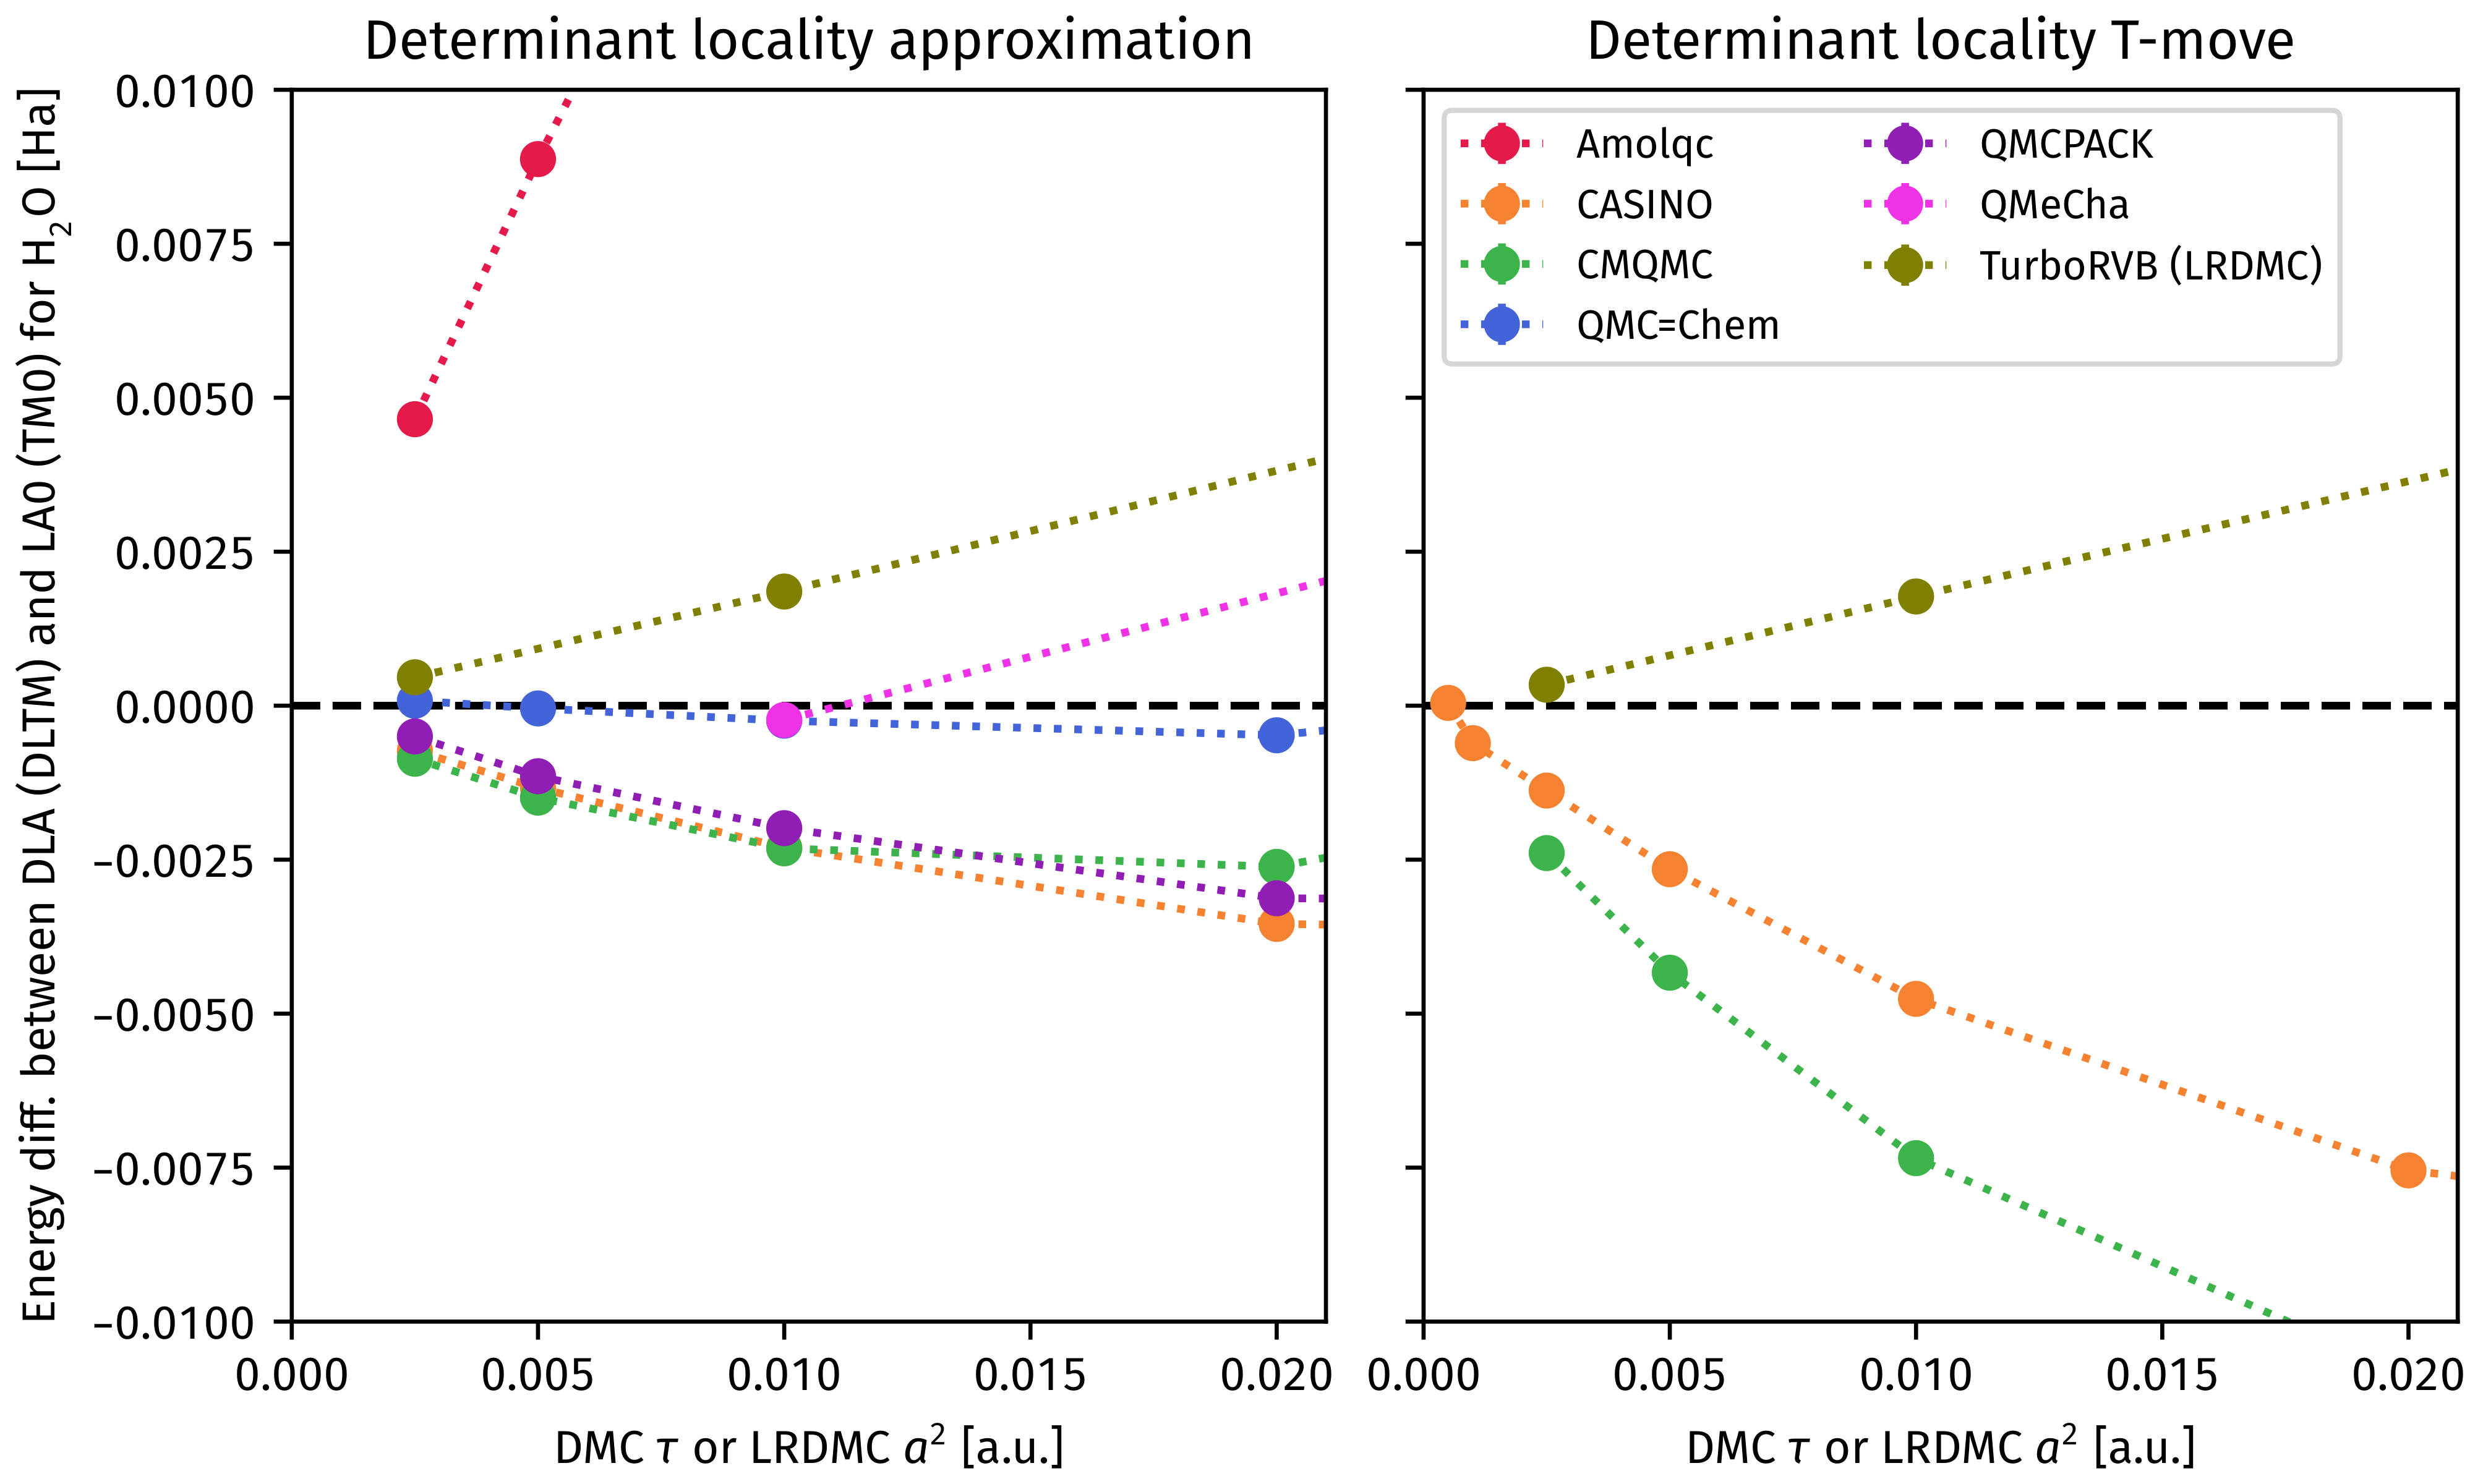 Determinant locality approximation
Determinant locality T-move
Energy diff. between DLA (DLTM) and LA0 (TM0) for H₂O [Ha]
0.0100
0.0075
0.0050
0.0025
0.0000
−0.0025
−0.0050
−0.0075
−0.0100
Amolqc
CASINO
CMQMC
QMC=Chem
QMCPACK
QMeCha
TurboRVB (LRDMC)
0.000 0.005 0.010 0.015 0.020
0.000 0.005 0.010 0.015 0.020
DMC τ or LRDMC a² [a.u.]
DMC τ or LRDMC a² [a.u.]